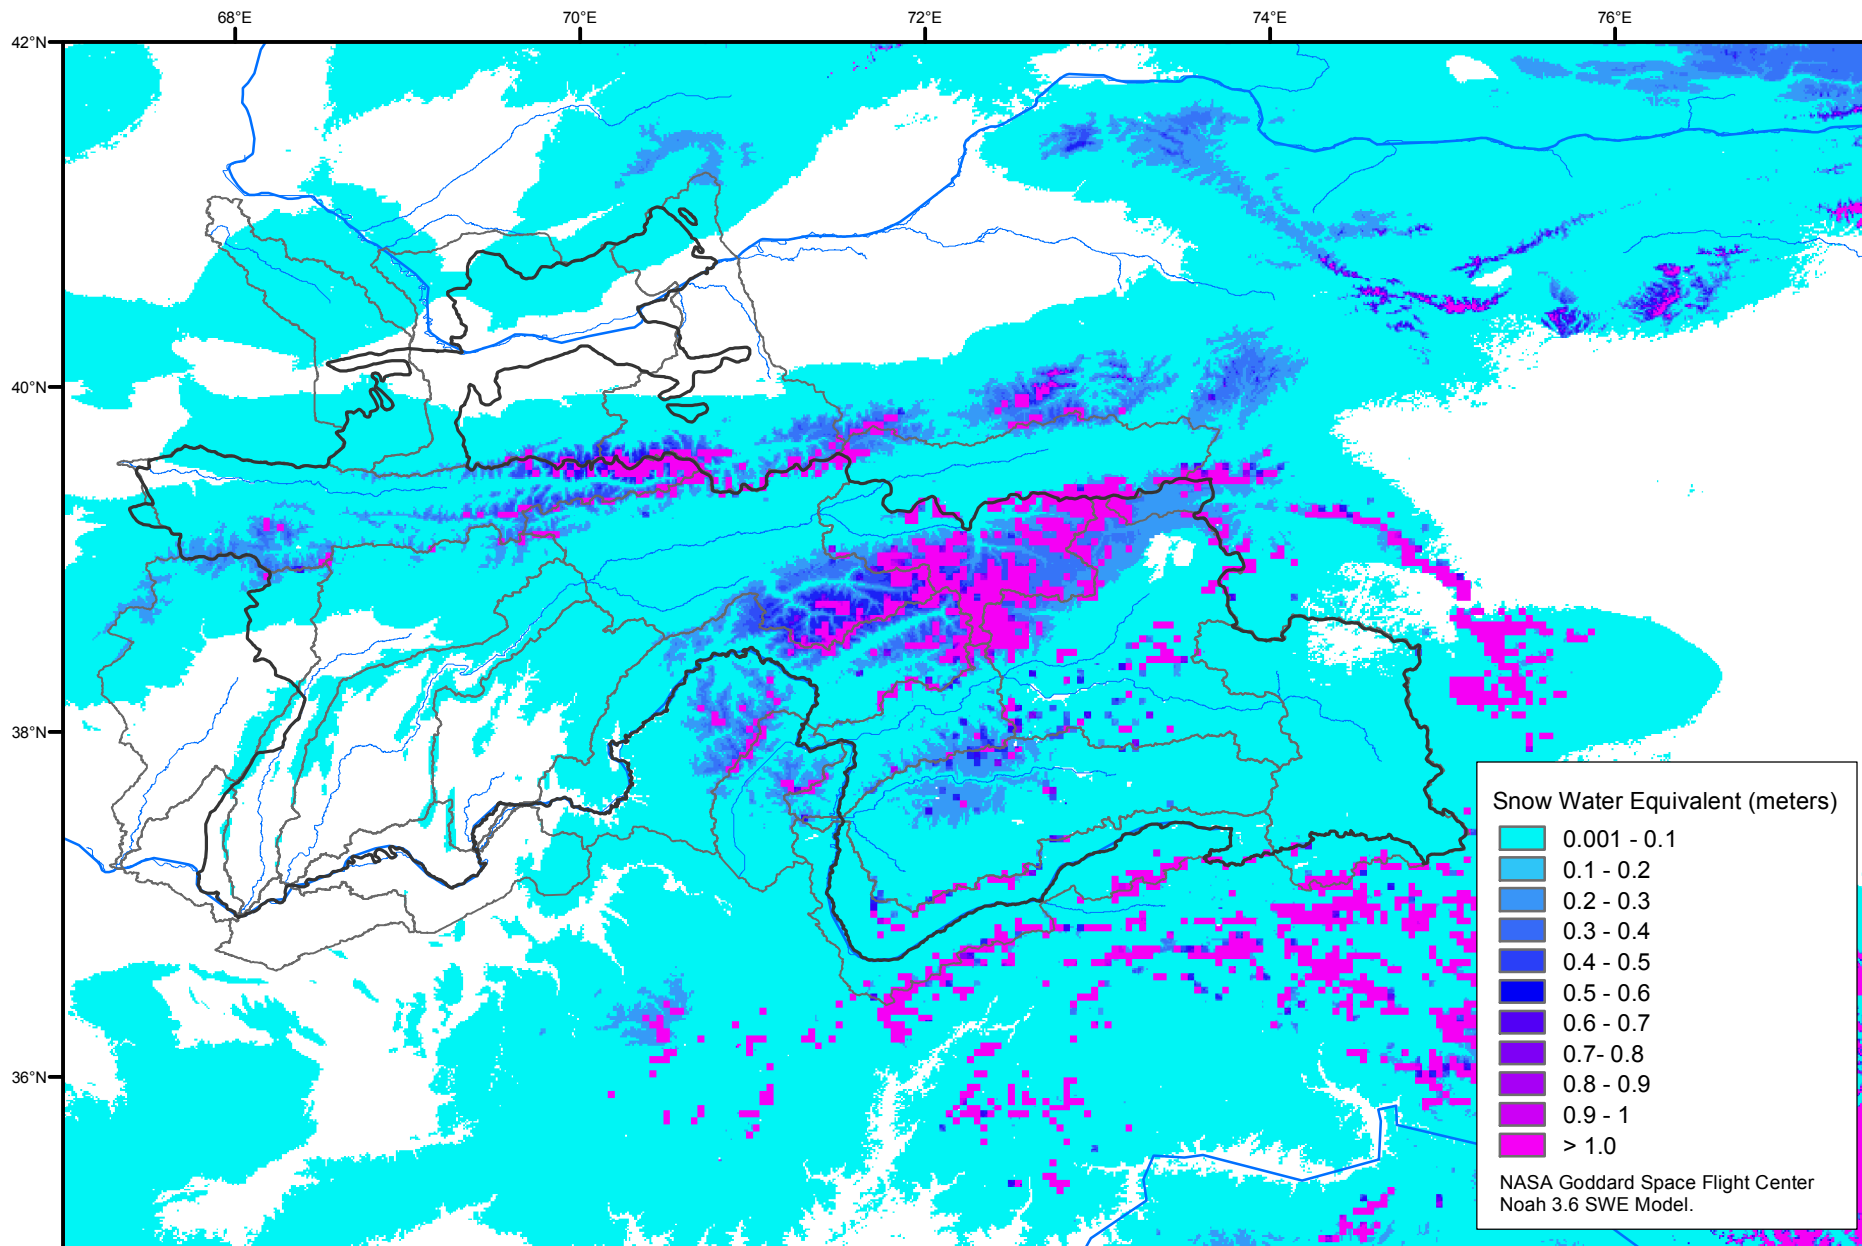 68°E
70°E
72°E
74°E
76°E
42°N
40°N
38°N
36°N
Snow Water Equivalent (meters)
0.001 - 0.1
0.1 - 0.2
0.2 - 0.3
0.3 - 0.4
0.4 - 0.5
0.5 - 0.6
0.6 - 0.7
0.7- 0.8
0.8 - 0.9
0.9 - 1
> 1.0
NASA Goddard Space Flight Center
Noah 3.6 SWE Model.